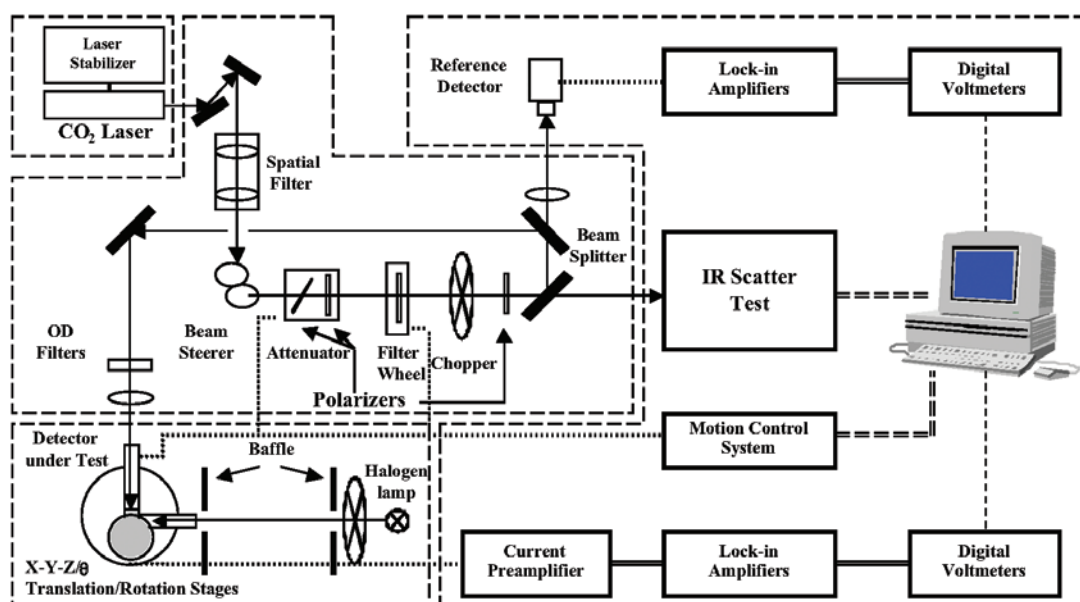 Laser
Stabilizer
CO2 Laser
Spatial
Filter
Reference
Detector
Lock-in
Amplifiers
Digital
Voltmeters
Beam
Splitter
IR Scatter
Test
OD
Filters
Beam
Steerer
Attenuator
Filter
Wheel
Chopper
Polarizers
Motion Control
System
Detector
under Test
Baffle
Halogen
lamp
X-Y-Z/θ
Translation/Rotation Stages
Current
Preamplifier
Lock-in
Amplifiers
Digital
Voltmeters